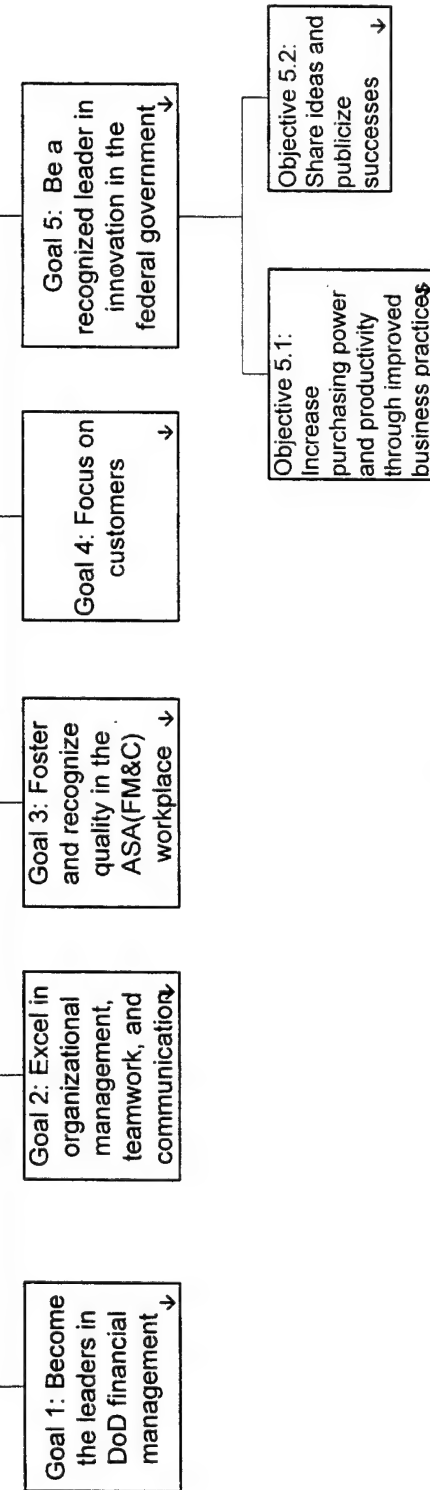 Goal 1: Become
the leaders in
DoD financial
management ↓
Goal 2: Excel in
organizational
management,
teamwork, and
communication↓
Goal 3: Foster
and recognize
quality in the
ASA(FM&C)
workplace ↓
Goal 4: Focus on
customers
↓
Goal 5: Be a
recognized leader in
innovation in the
federal government
↓
Objective 5.1:
Increase
purchasing power
and productivity
through improved
business practices↓
Objective 5.2:
Share ideas and
publicize
successes
↓